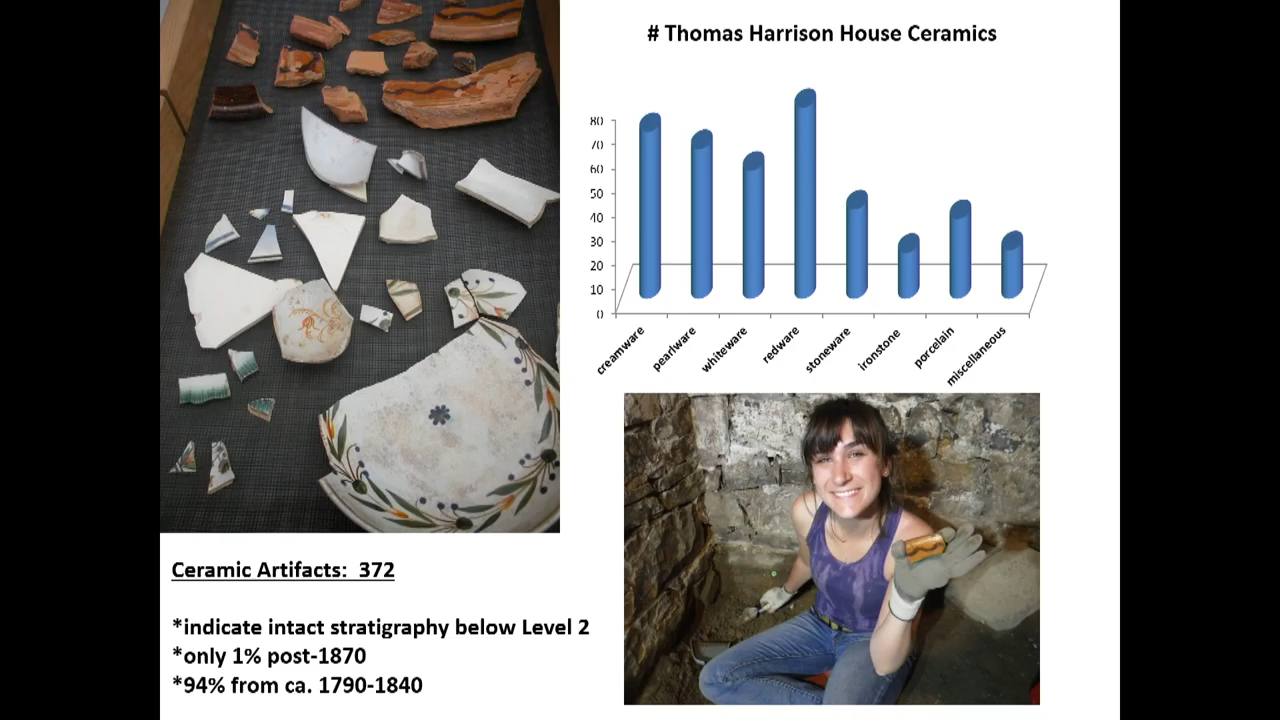 # Thomas Harrison House Ceramics
80
70
60
50
40
30
20
10
0
creamware
pearlware
whiteware
redware
stoneware
ironstone
porcelain
miscellaneous
Ceramic Artifacts: 372
*indicate intact stratigraphy below Level 2
*only 1% post-1870
*94% from ca. 1790-1840